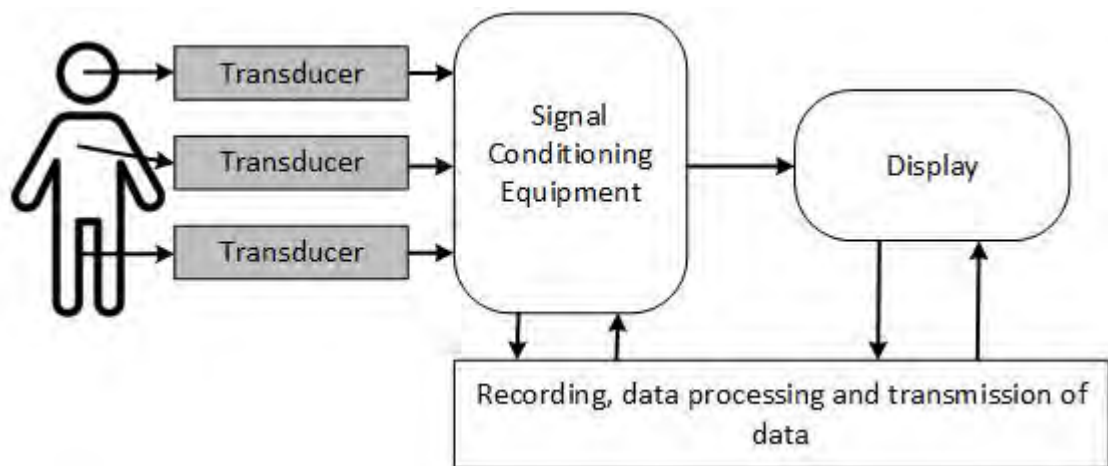 Transducer
Transducer
Transducer
Signal
Conditioning
Equipment
Display
Recording, data processing and transmission of
data